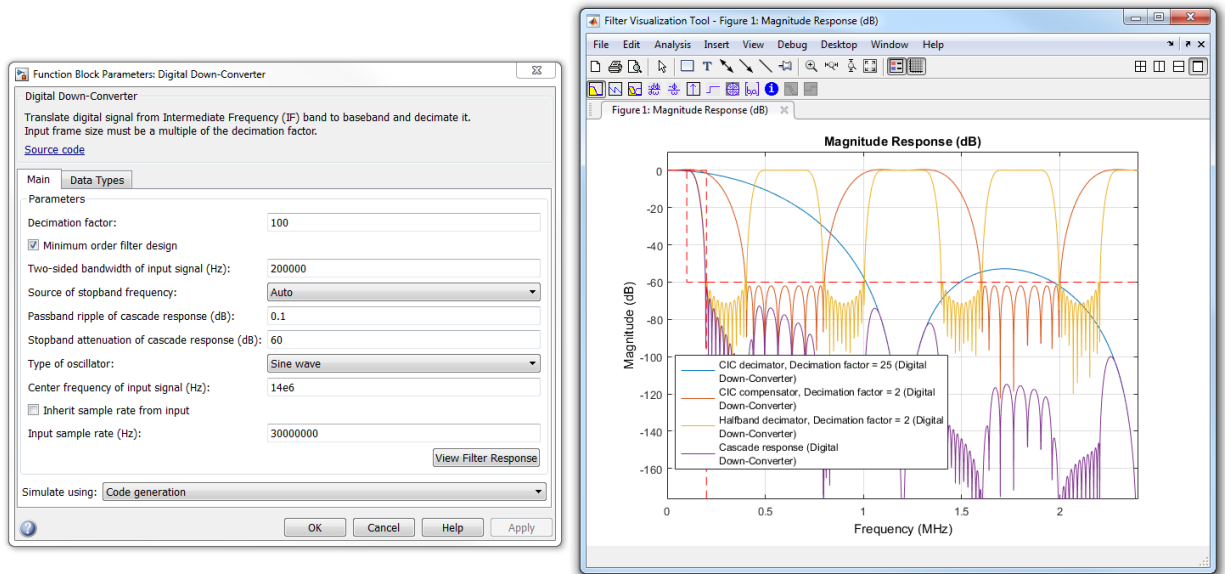 Function Block Parameters: Digital Down-Converter
Digital Down-Converter
Translate digital signal from Intermediate Frequency (IF) band to baseband and decimate it.
Input frame size must be a multiple of the decimation factor.
Source code
Main Data Types
Parameters
Decimation factor: 100
Minimum order filter design
Two-sided bandwidth of input signal (Hz): 200000
Source of stopband frequency: Auto
Passband ripple of cascade response (dB): 0.1
Stopband attenuation of cascade response (dB): 60
Type of oscillator: Sine wave
Center frequency of input signal (Hz): 14e6
Inherit sample rate from input
Input sample rate (Hz): 30000000
View Filter Response
Simulate using: Code generation
OK Cancel Help Apply
Filter Visualization Tool - Figure 1: Magnitude Response (dB)
File Edit Analysis Insert View Debug Desktop Window Help
Figure 1: Magnitude Response (dB)
Magnitude Response (dB)
0
-20
-40
-60
-80
-100
-120
-140
-160
Magnitude (dB)
CIC decimator, Decimation factor = 25 (Digital
Down-Converter)
CIC compensator, Decimation factor = 2 (Digital
Down-Converter)
Halfband decimator, Decimation factor = 2 (Digital
Down-Converter)
Cascade response (Digital
Down-Converter)
0 0.5 1 1.5 2
Frequency (MHz)